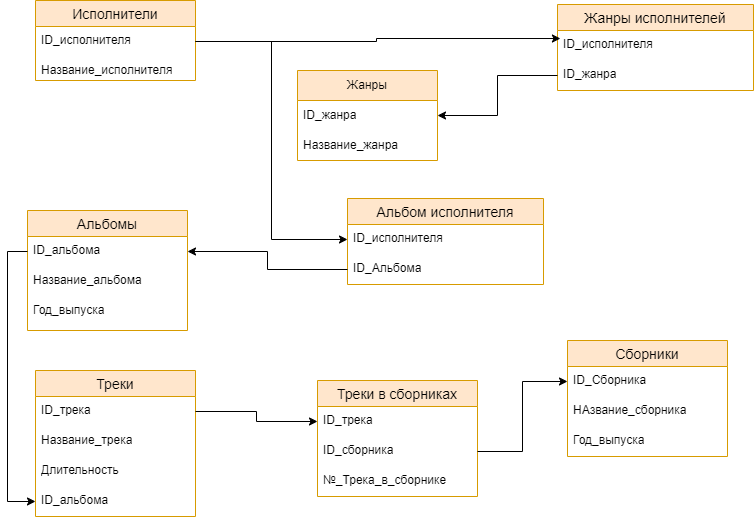 Исполнители
ID_исполнителя
Название_исполнителя
Жанры исполнителей
ID_исполнителя
ID_жанра
Жанры
ID_жанра
Название_жанра
Альбом исполнителя
ID_исполнителя
ID_Альбома
Альбомы
ID_альбома
Название_альбома
Год_выпуска
Треки
ID_трека
Название_трека
Длительность
ID_альбома
Треки в сборниках
ID_трека
ID_сборника
№_Трека_в_сборнике
Сборники
ID_Сборника
НАзвание_сборника
Год_выпуска